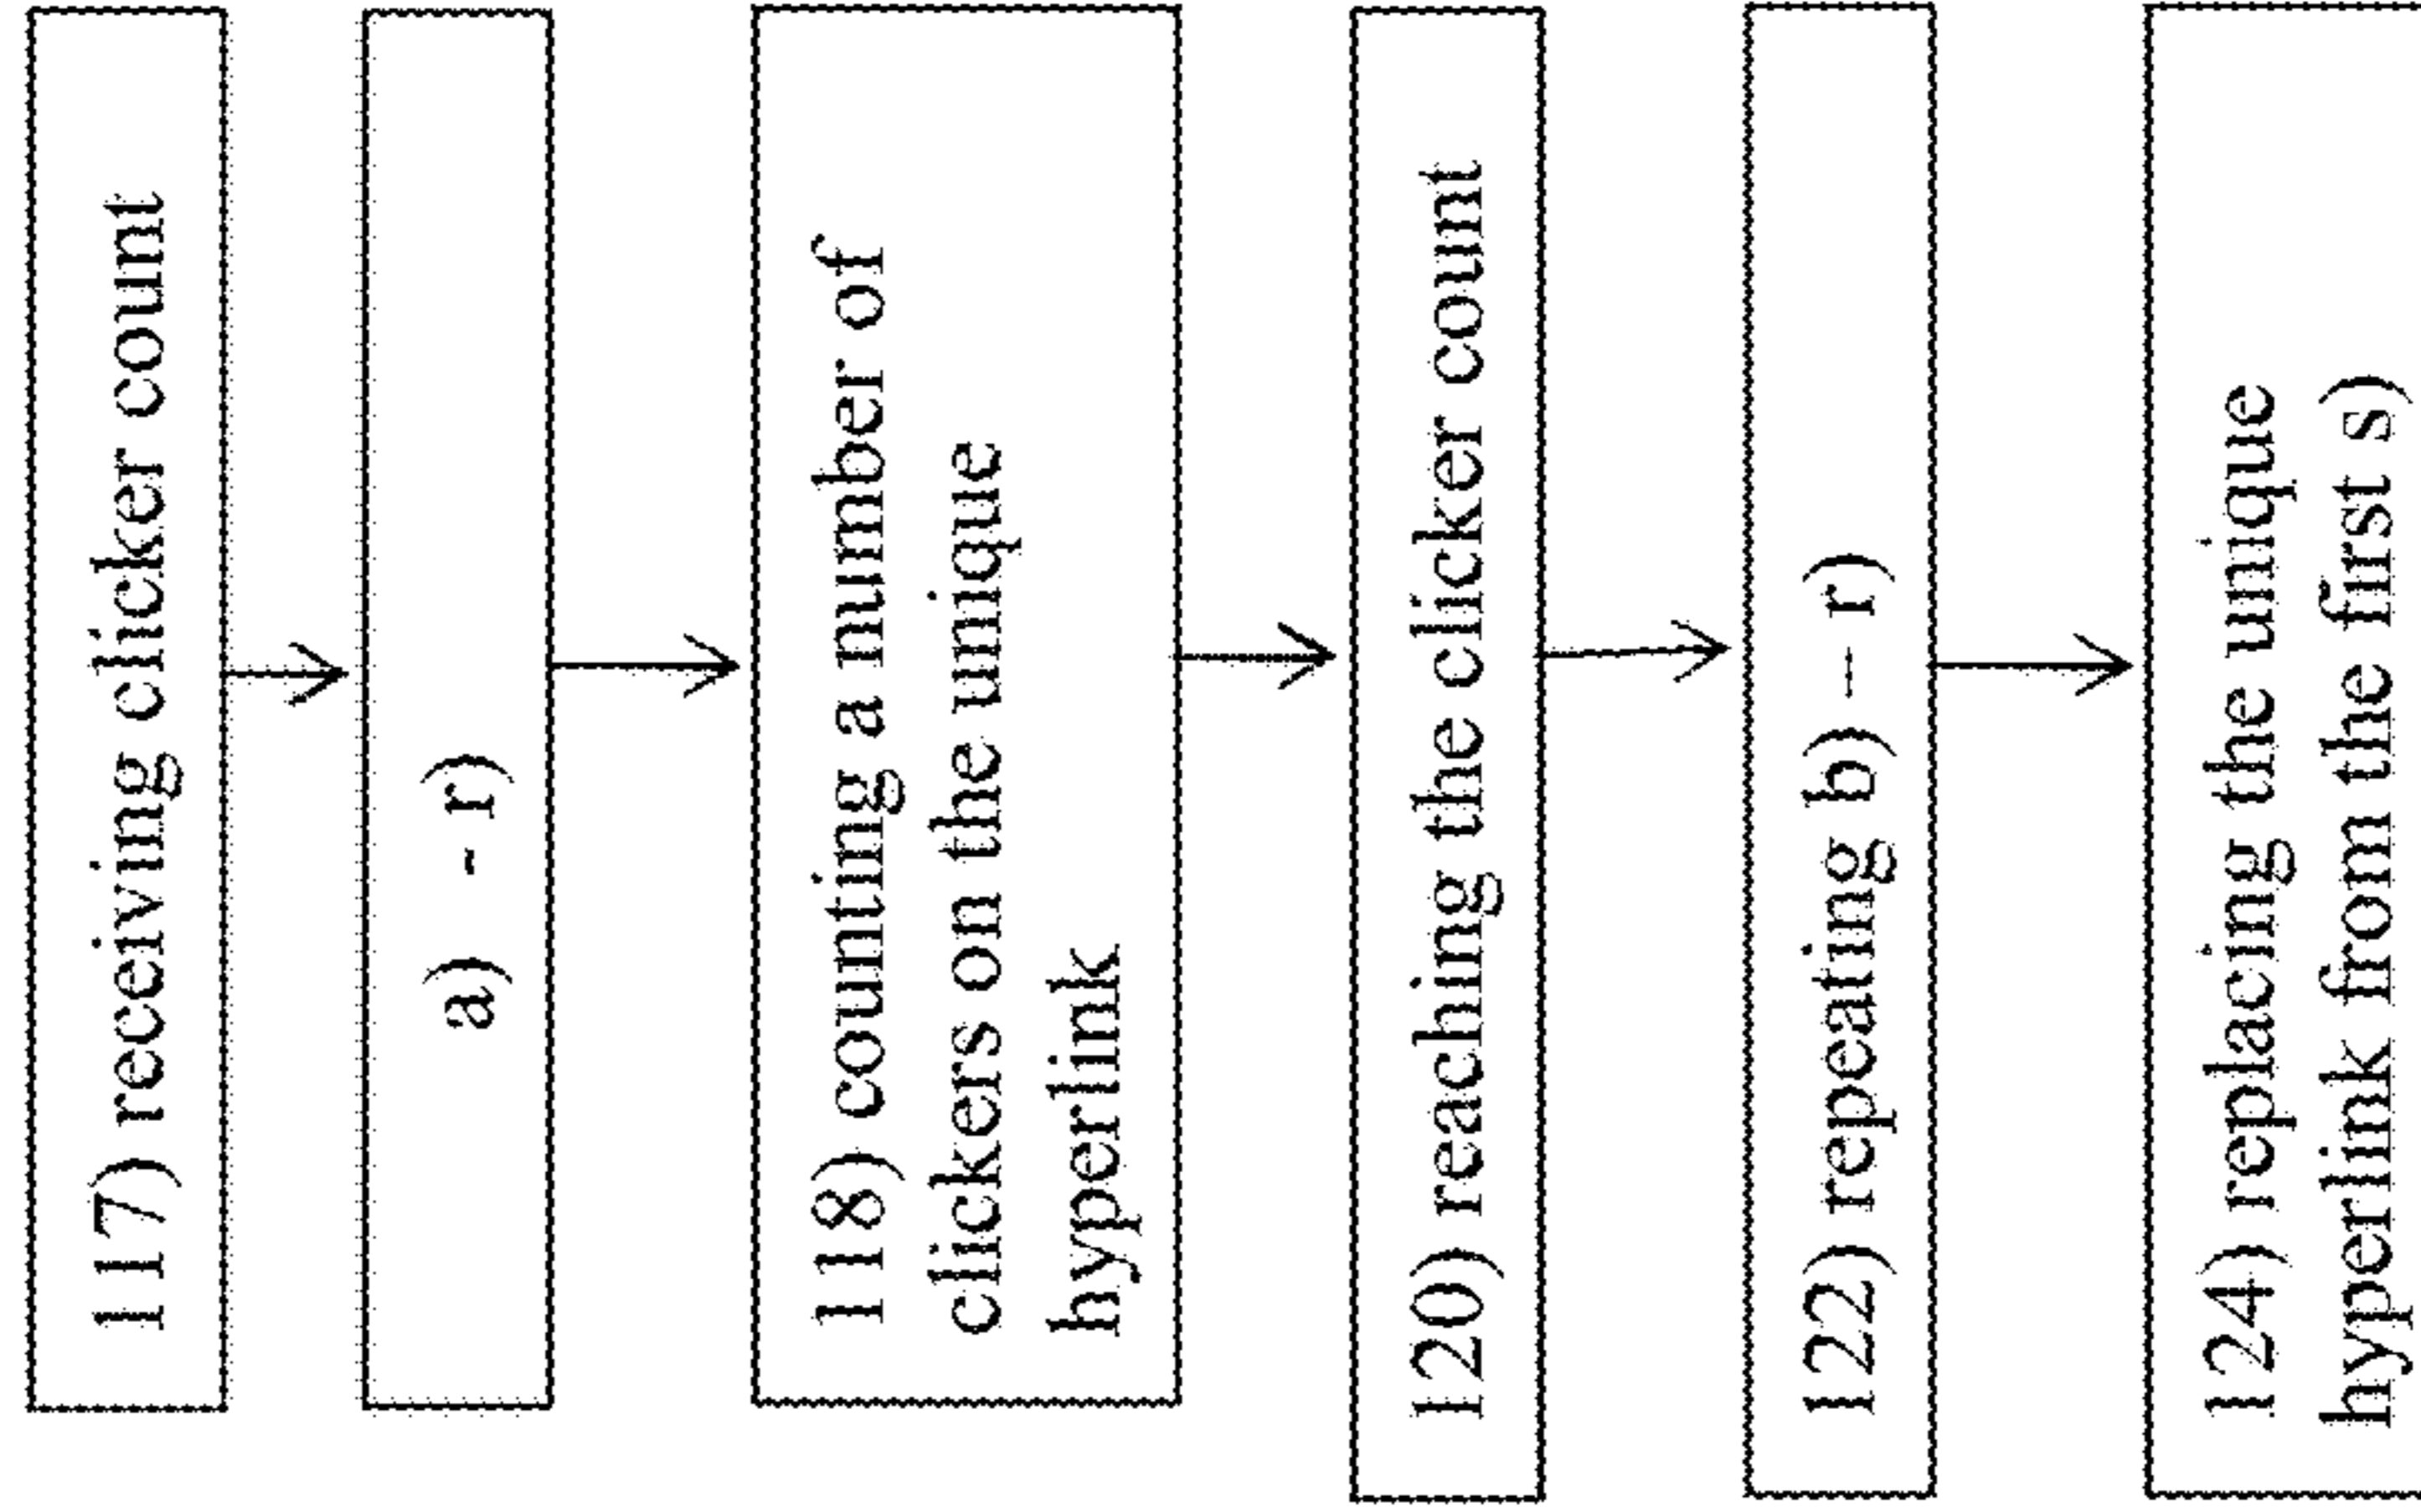 117) receiving clicker count
a) - r)
118) counting a number of
clickers on the unique
hyperlink
120) reaching the clicker count
122) repeating b) – r)
124) replacing the unique
hyperlink from the first s)